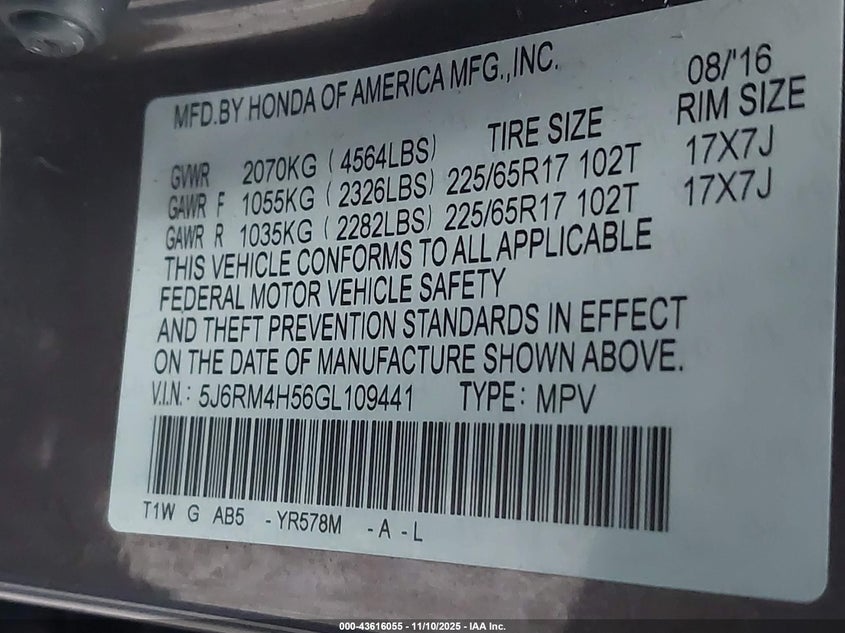 MFD.BY HONDA OF AMERICA MFG.,INC. 08/'16
TIRE SIZE RIM SIZE
GVWR 2070KG ( 4564LBS)
GAWR F 1055KG ( 2326LBS) 225/65R17 102T 17X7J
GAWR R 1035KG ( 2282LBS) 225/65R17 102T 17X7J
THIS VEHICLE CONFORMS TO ALL APPLICABLE
FEDERAL MOTOR VEHICLE SAFETY
AND THEFT PREVENTION STANDARDS IN EFFECT
ON THE DATE OF MANUFACTURE SHOWN ABOVE.
V.I.N.: 5J6RM4H56GL109441 TYPE: MPV
T1W G AB5 -YR578M -A -L
000-43616055 - 11/10/2025 - IAA Inc.